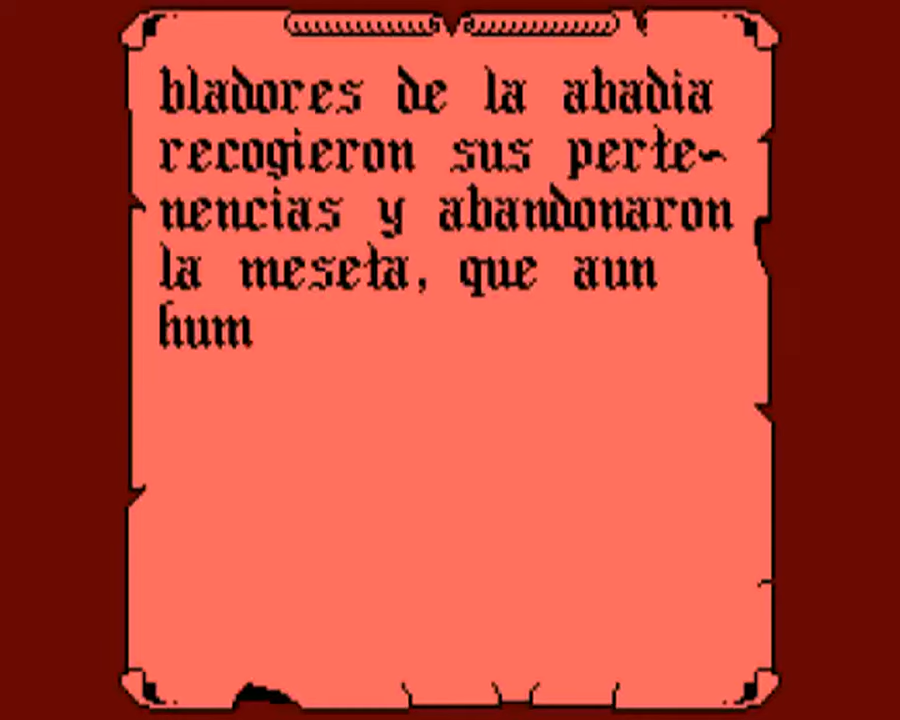 bladores de la abadia
recogieron sus perte~
nencias y abandonaron
la meseta, que aun
hum